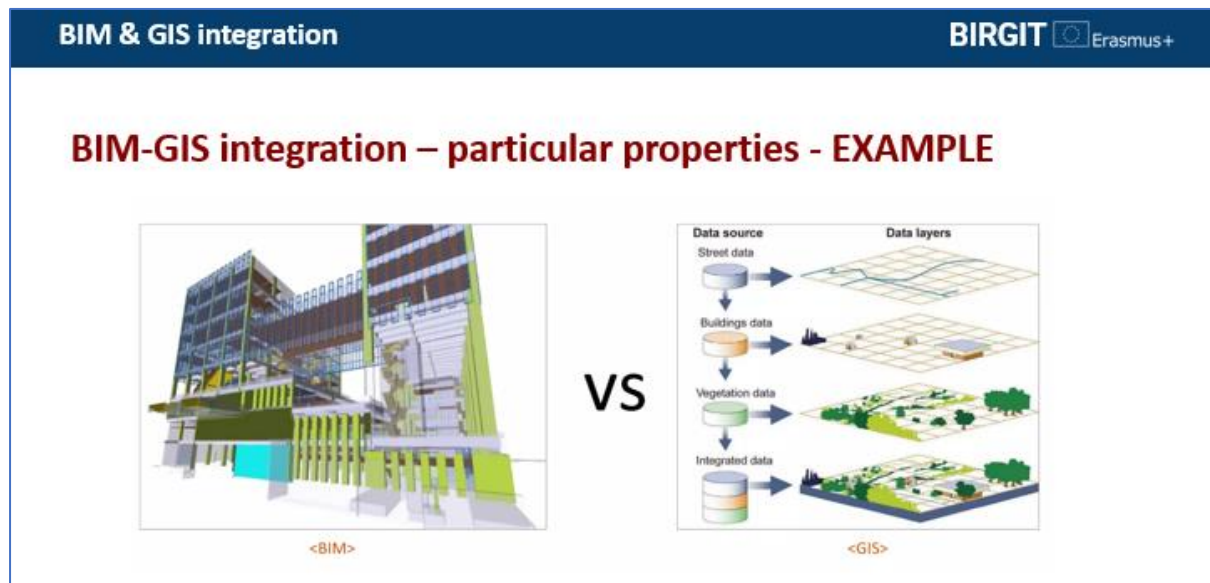 BIM & GIS integration
BIRGIT Erasmus+
BIM-GIS integration – particular properties - EXAMPLE
Data source Data layers
Street data
Buildings data
VS
Vegetation data
Integrated data
<BIM>
<GIS>